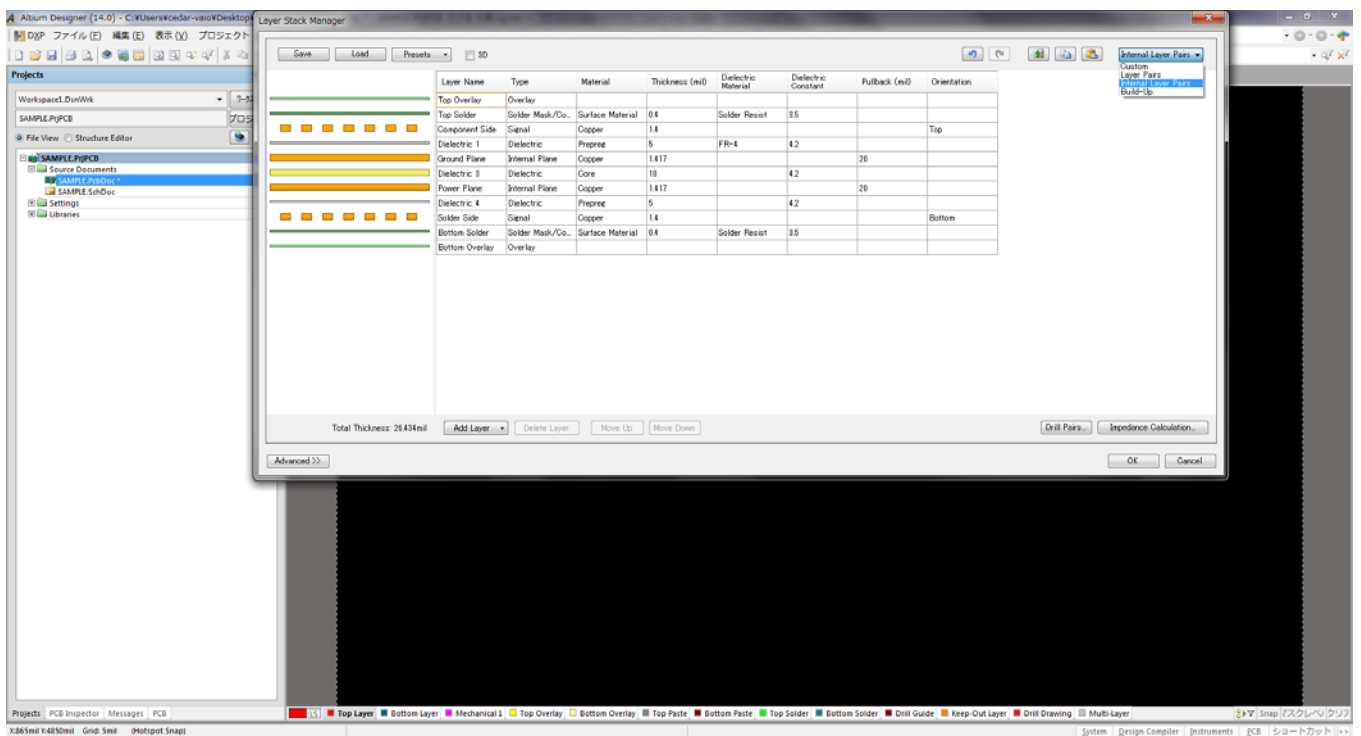 Altium Designer (14.0) - C:¥Users¥cedar-vaio¥Desktop
Layer Stack Manager
DXP ファイル(F) 編集(E) 表示(V) プロジェクト
Save Load Presets 3D Internal Layer Pairs
Custom
Layer Pairs
Internal Layer Pairs
Build-Up
Projects
Workspace1.DsnWrk
SAMPLE.PrjPCB
File View Structure Editor
SAMPLE.PrjPCB
Source Documents
SAMPLE.PcbDoc *
SAMPLE.SchDoc
Settings
Libraries
Layer Name Type Material Thickness (mil) Dielectric Material Dielectric Constant Pullback (mil) Orientation
Top Overlay Overlay
Top Solder Solder Mask/Co... Surface Material 0.4 Solder Resist 3.5
Component Side Signal Copper 1.4 Top
Dielectric 1 Dielectric Prepreg 5 FR-4 4.2
Ground Plane Internal Plane Copper 1.417 20
Dielectric 3 Dielectric Core 10 4.2
Power Plane Internal Plane Copper 1.417 20
Dielectric 4 Dielectric Prepreg 5 4.2
Solder Side Signal Copper 1.4 Bottom
Bottom Solder Solder Mask/Co... Surface Material 0.4 Solder Resist 3.5
Bottom Overlay Overlay
Total Thickness: 26.434mil Add Layer Delete Layer Move Up Move Down Drill Pairs... Impedance Calculation...
Advanced >> OK Cancel
Projects PCB Inspector Messages PCB
LS Top Layer Bottom Layer Mechanical 1 Top Overlay Bottom Overlay Top Paste Bottom Paste Top Solder Bottom Solder Drill Guide Keep-Out Layer Drill Drawing Multi-Layer Snap
X:865mil Y:4850mil Grid: 5mil (Hotspot Snap) System Design Compiler Instruments PCB ショートカット >>